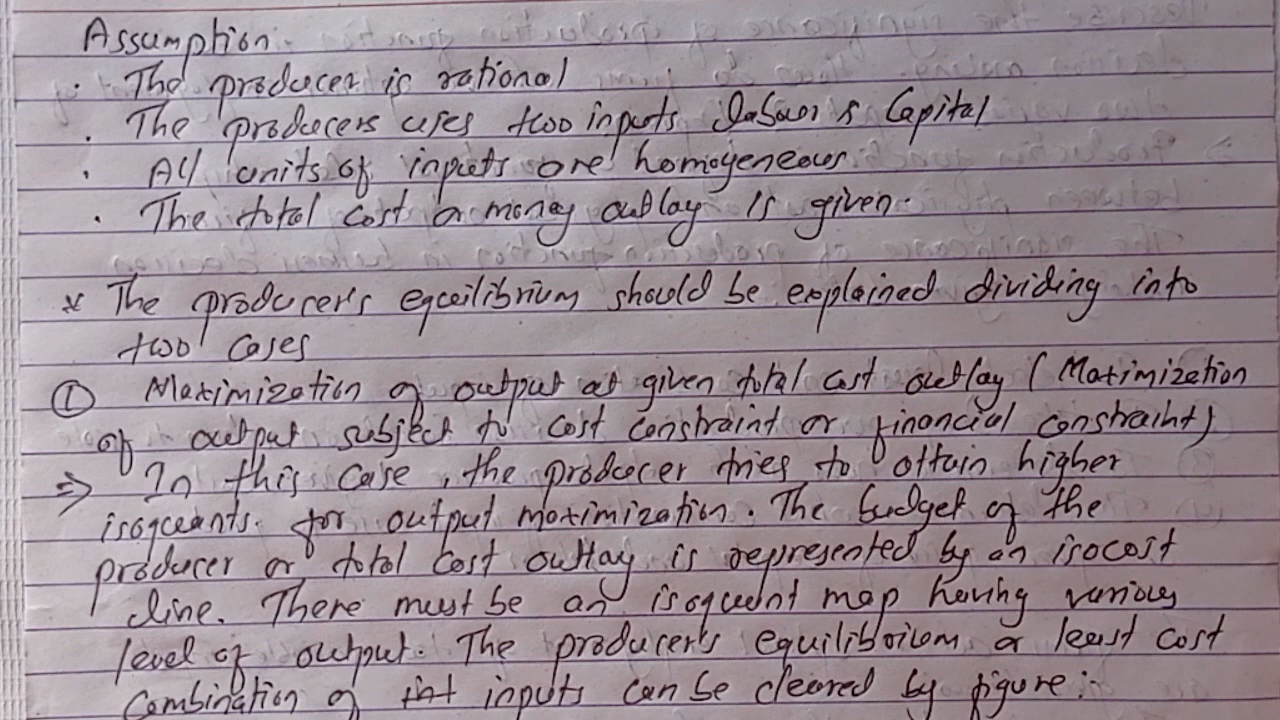 Assumption.
· The producer is rational
· The producers uses two inputs, labour & Capital
· All units of inputs are homogeneous
· The total cost or money outlay is given.
* The producer's equilibrium should be explained dividing into
two cases
① Maximization of output at given total cost outlay (Maximization
of output subject to cost constraint or financial constraint)
⇒ In this case, the producer tries to attain higher
isoquants. for output maximization. The budget of the
producer or total cost outlay is represented by an isocost
line. There must be an isoquant map having various
level of output. The producer's equilibrium or least cost
Combination of inputs can be cleared by figure:-